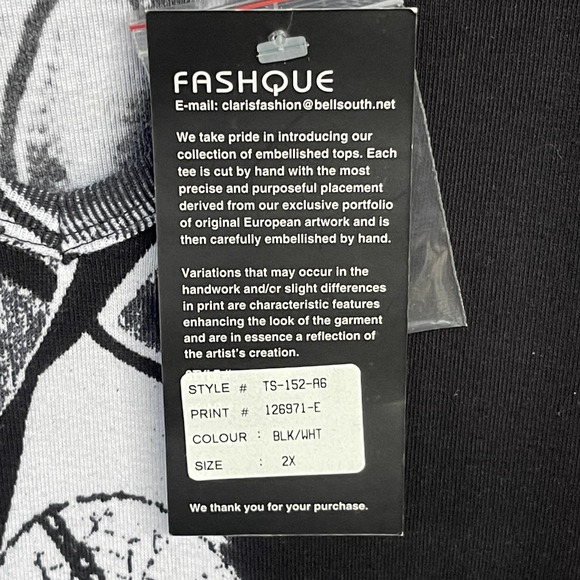 FASHQUE
E-mail: clarisfashion@bellsouth.net
We take pride in introducing our
collection of embellished tops. Each
tee is cut by hand with the most
precise and purposeful placement
derived from our exclusive portfolio
of original European artwork and is
then carefully embellished by hand.
Variations that may occur in the
handwork and/or slight differences
in print are characteristic features
enhancing the look of the garment
and are in essence a reflection of
the artist's creation.
STYLE # TS-152-A6
PRINT # 126971-E
COLOUR : BLK/WHT
SIZE : 2X
We thank you for your purchase.